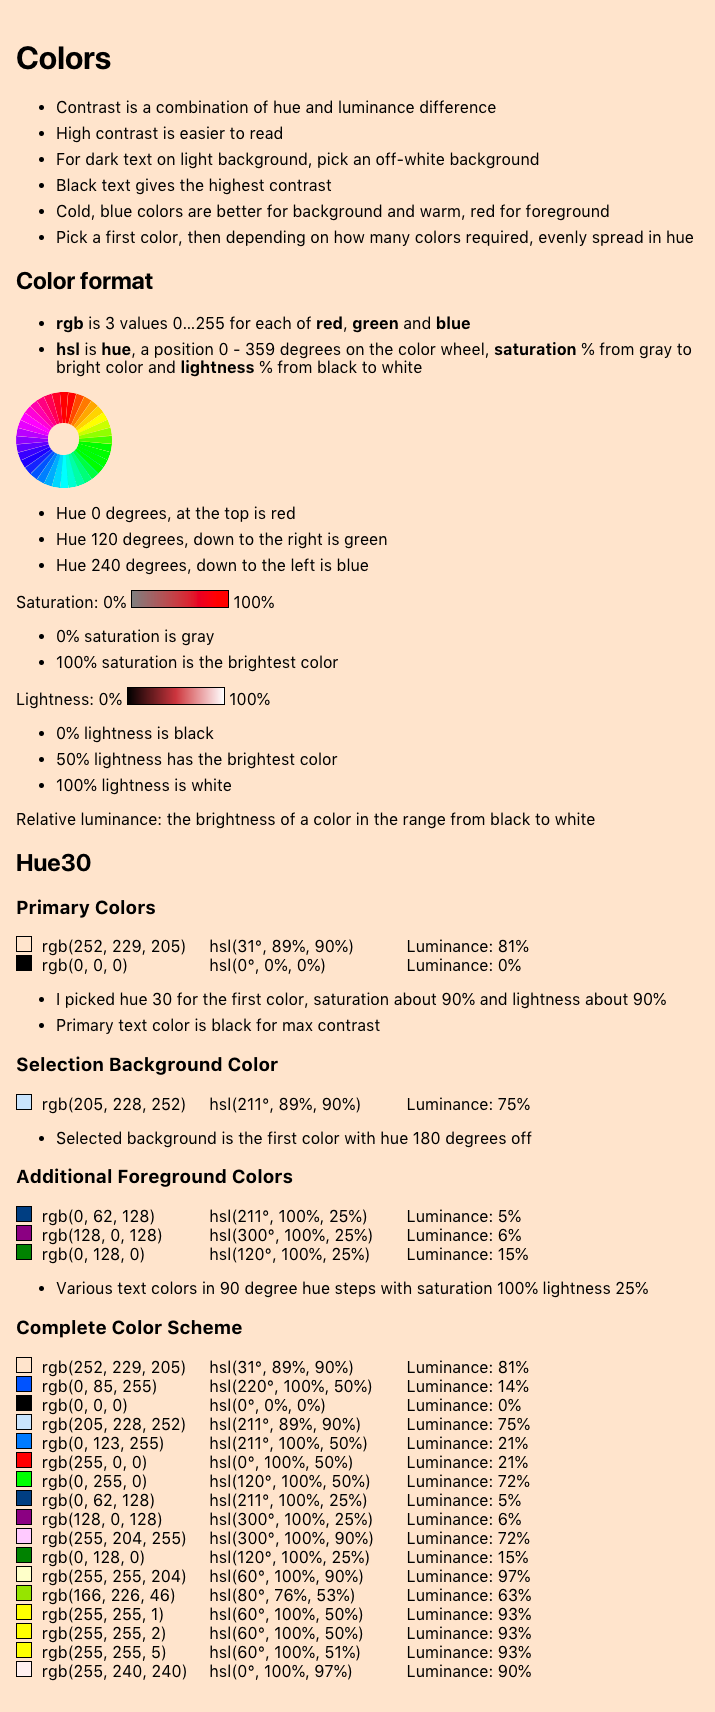 Colors
• Contrast is a combination of hue and luminance difference
• High contrast is easier to read
• For dark text on light background, pick an off-white background
• Black text gives the highest contrast
• Cold, blue colors are better for background and warm, red for foreground
• Pick a first color, then depending on how many colors required, evenly spread in hue
Color format
• rgb is 3 values 0…255 for each of red, green and blue
• hsl is hue, a position 0 - 359 degrees on the color wheel, saturation % from gray to
bright color and lightness % from black to white
• Hue 0 degrees, at the top is red
• Hue 120 degrees, down to the right is green
• Hue 240 degrees, down to the left is blue
Saturation: 0% 100%
• 0% saturation is gray
• 100% saturation is the brightest color
Lightness: 0% 100%
• 0% lightness is black
• 50% lightness has the brightest color
• 100% lightness is white
Relative luminance: the brightness of a color in the range from black to white
Hue30
Primary Colors
rgb(252, 229, 205) hsl(31°, 89%, 90%) Luminance: 81%
rgb(0, 0, 0) hsl(0°, 0%, 0%) Luminance: 0%
• I picked hue 30 for the first color, saturation about 90% and lightness about 90%
• Primary text color is black for max contrast
Selection Background Color
rgb(205, 228, 252) hsl(211°, 89%, 90%) Luminance: 75%
• Selected background is the first color with hue 180 degrees off
Additional Foreground Colors
rgb(0, 62, 128) hsl(211°, 100%, 25%) Luminance: 5%
rgb(128, 0, 128) hsl(300°, 100%, 25%) Luminance: 6%
rgb(0, 128, 0) hsl(120°, 100%, 25%) Luminance: 15%
• Various text colors in 90 degree hue steps with saturation 100% lightness 25%
Complete Color Scheme
rgb(252, 229, 205) hsl(31°, 89%, 90%) Luminance: 81%
rgb(0, 85, 255) hsl(220°, 100%, 50%) Luminance: 14%
rgb(0, 0, 0) hsl(0°, 0%, 0%) Luminance: 0%
rgb(205, 228, 252) hsl(211°, 89%, 90%) Luminance: 75%
rgb(0, 123, 255) hsl(211°, 100%, 50%) Luminance: 21%
rgb(255, 0, 0) hsl(0°, 100%, 50%) Luminance: 21%
rgb(0, 255, 0) hsl(120°, 100%, 50%) Luminance: 72%
rgb(0, 62, 128) hsl(211°, 100%, 25%) Luminance: 5%
rgb(128, 0, 128) hsl(300°, 100%, 25%) Luminance: 6%
rgb(255, 204, 255) hsl(300°, 100%, 90%) Luminance: 72%
rgb(0, 128, 0) hsl(120°, 100%, 25%) Luminance: 15%
rgb(255, 255, 204) hsl(60°, 100%, 90%) Luminance: 97%
rgb(166, 226, 46) hsl(80°, 76%, 53%) Luminance: 63%
rgb(255, 255, 1) hsl(60°, 100%, 50%) Luminance: 93%
rgb(255, 255, 2) hsl(60°, 100%, 50%) Luminance: 93%
rgb(255, 255, 5) hsl(60°, 100%, 51%) Luminance: 93%
rgb(255, 240, 240) hsl(0°, 100%, 97%) Luminance: 90%